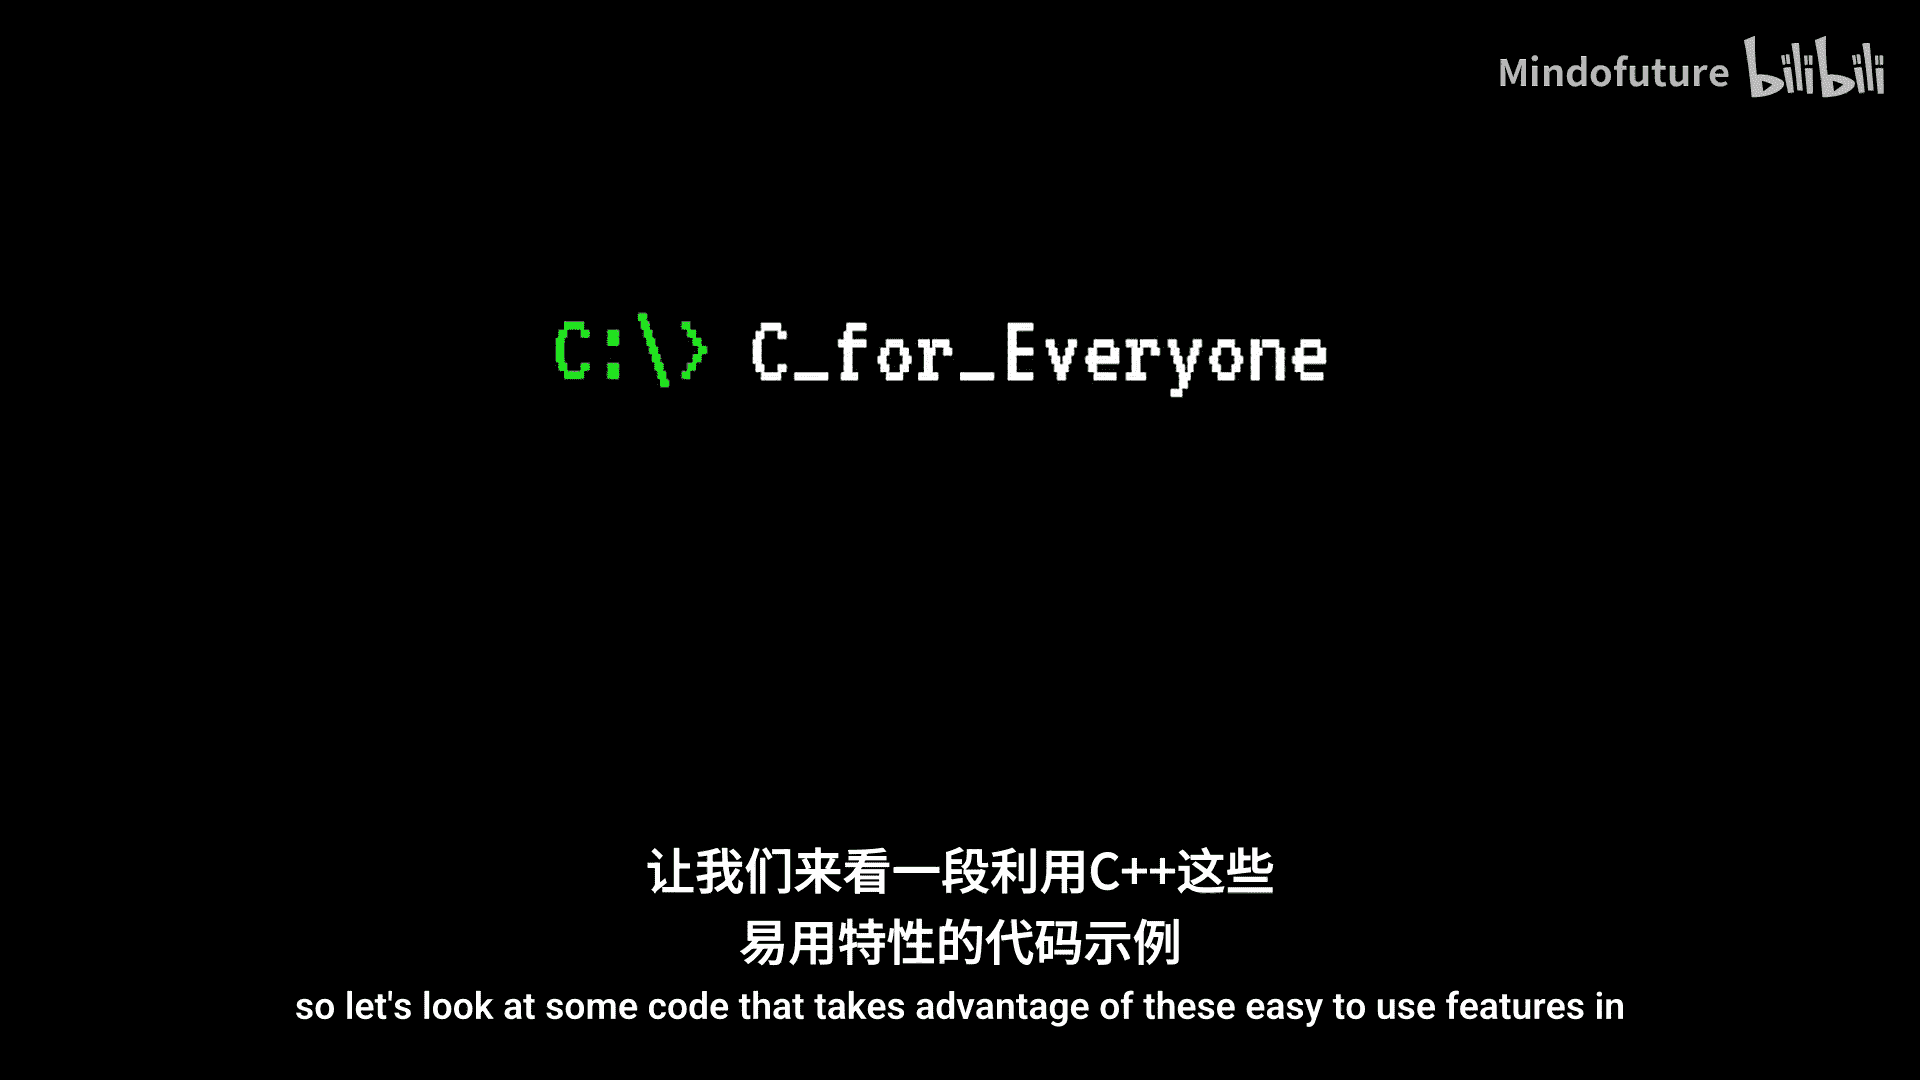 Mindofuture bilibili
C:\> C_for_Everyone
让我们来看一段利用C++这些
易用特性的代码示例
so let's look at some code that takes advantage of these easy to use features in